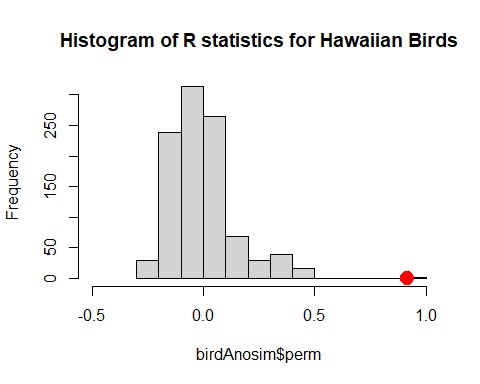 Histogram of R statistics for Hawaiian Birds
Frequency
250
150
50
0
-0.5 0.0 0.5 1.0
birdAnosim$perm